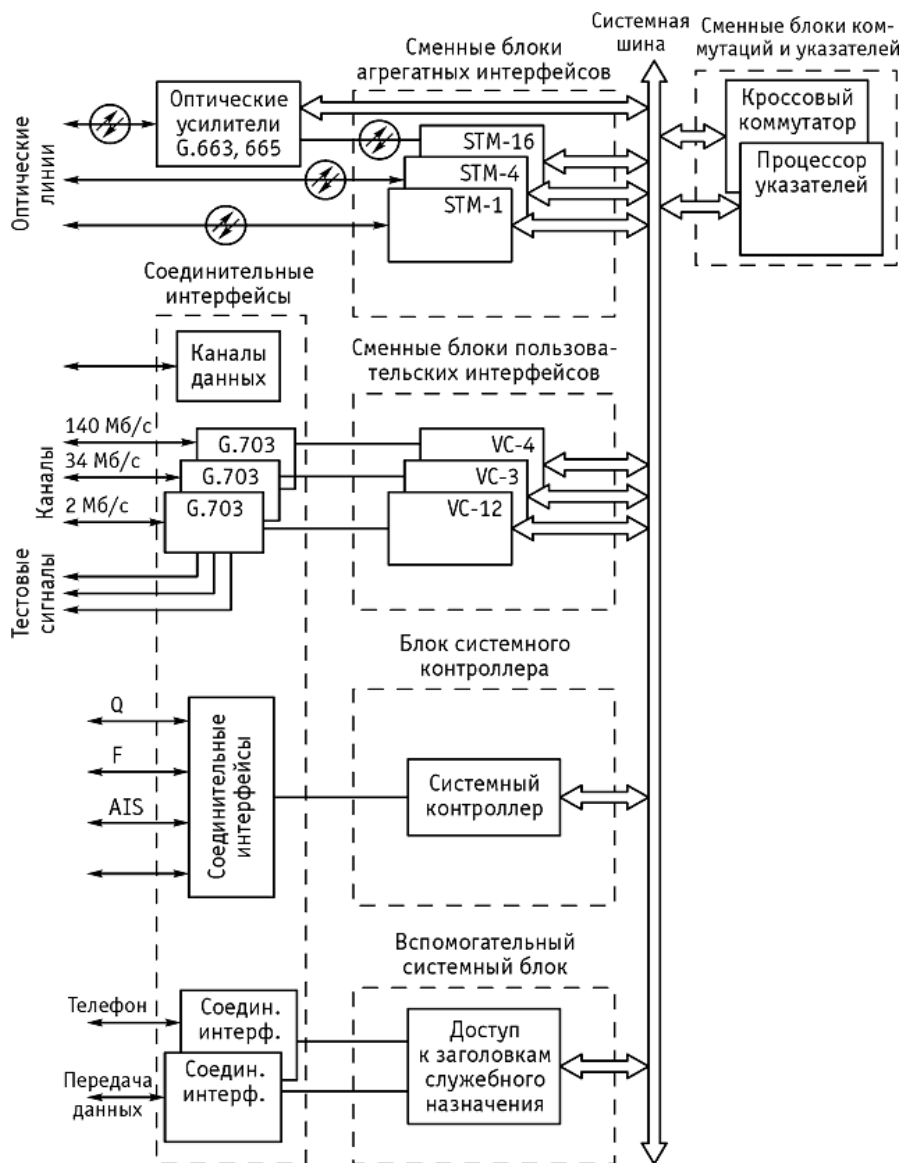 Системная
шина
Сменные блоки ком-
мутаций и указателей
Сменные блоки
агрегатных интерфейсов
Оптические
усилители
G.663, 665
Кроссовый
коммутатор
Процессор
указателей
STM-16
STM-4
STM-1
Оптические
линии
Соединительные
интерфейсы
Каналы
данных
Сменные блоки пользова-
тельских интерфейсов
140 Мб/с
34 Мб/с
2 Мб/с
Каналы
G.703
G.703
G.703
VC-4
VC-3
VC-12
Тестовые
сигналы
Блок системного
контроллера
Q
F
AIS
Соединительные
интерфейсы
Системный
контроллер
Вспомогательный
системный блок
Телефон
Соедин.
интерф.
Передача
данных
Соедин.
интерф.
Доступ
к заголовкам
служебного
назначения